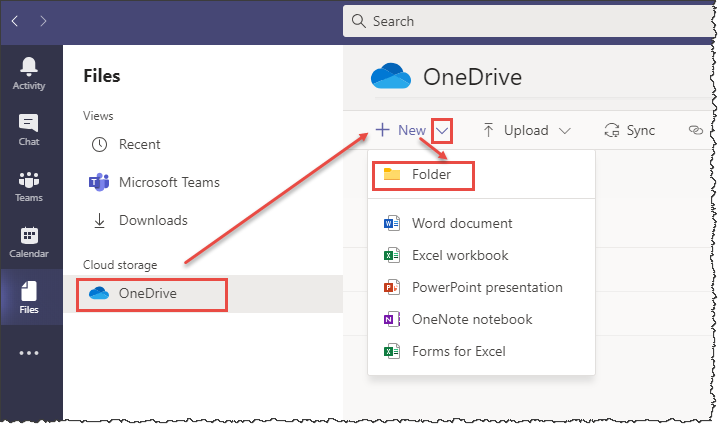 Search
Activity
Chat
Teams
Calendar
Files
Files
Views
Recent
Microsoft Teams
Downloads
Cloud storage
OneDrive
OneDrive
New
Upload
Sync
Folder
Word document
Excel workbook
PowerPoint presentation
OneNote notebook
Forms for Excel